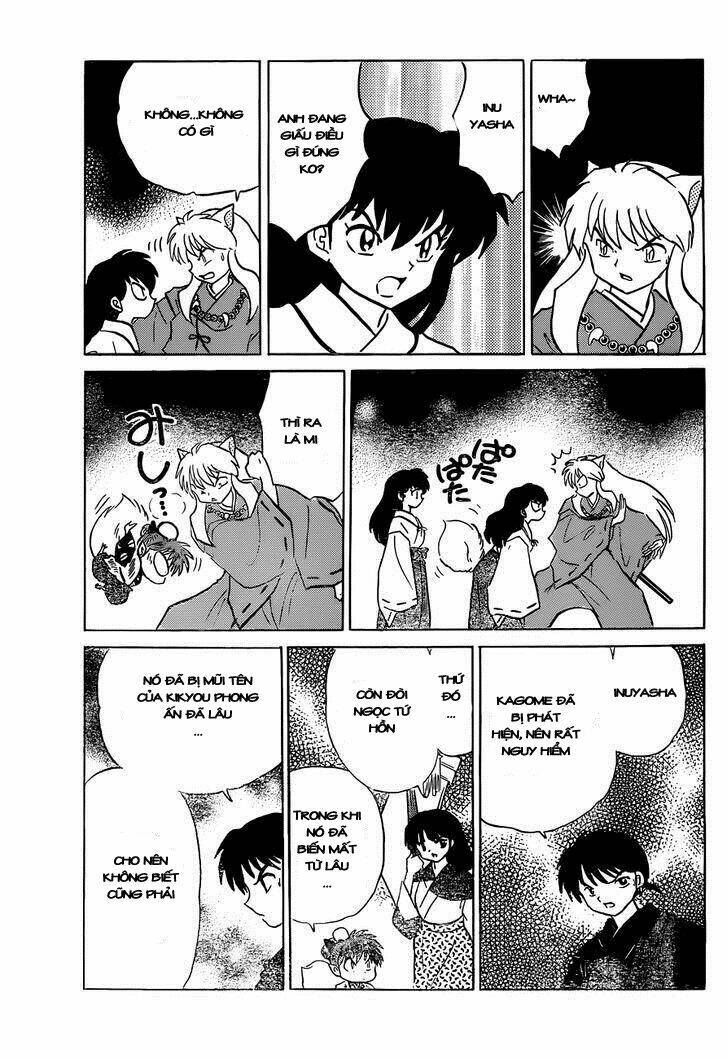 WHA~
INU
YASHA
ANH ĐANG
GIẤU ĐIỀU
GÌ ĐÚNG
KO?
KHÔNG...KHÔNG
CÓ GÌ
ぱた
ぱた
THÌ RA
LÀ MI
みしっ...
INUYASHA
KAGOME ĐÃ
BỊ PHÁT
HIỆN, NÊN RẤT
NGUY HIỂM
THỨ
ĐÓ
...
CÒN ĐÒI
NGỌC TỨ
HỒN
TRONG KHI
NÓ ĐÃ
BIẾN MẤT
TỪ LÂU
...
NÓ ĐÃ BỊ MŨI TÊN
CỦA KIKYOU PHONG
ẤN ĐÃ LÂU
...
CHO NÊN
KHÔNG BIẾT
CŨNG PHẢI